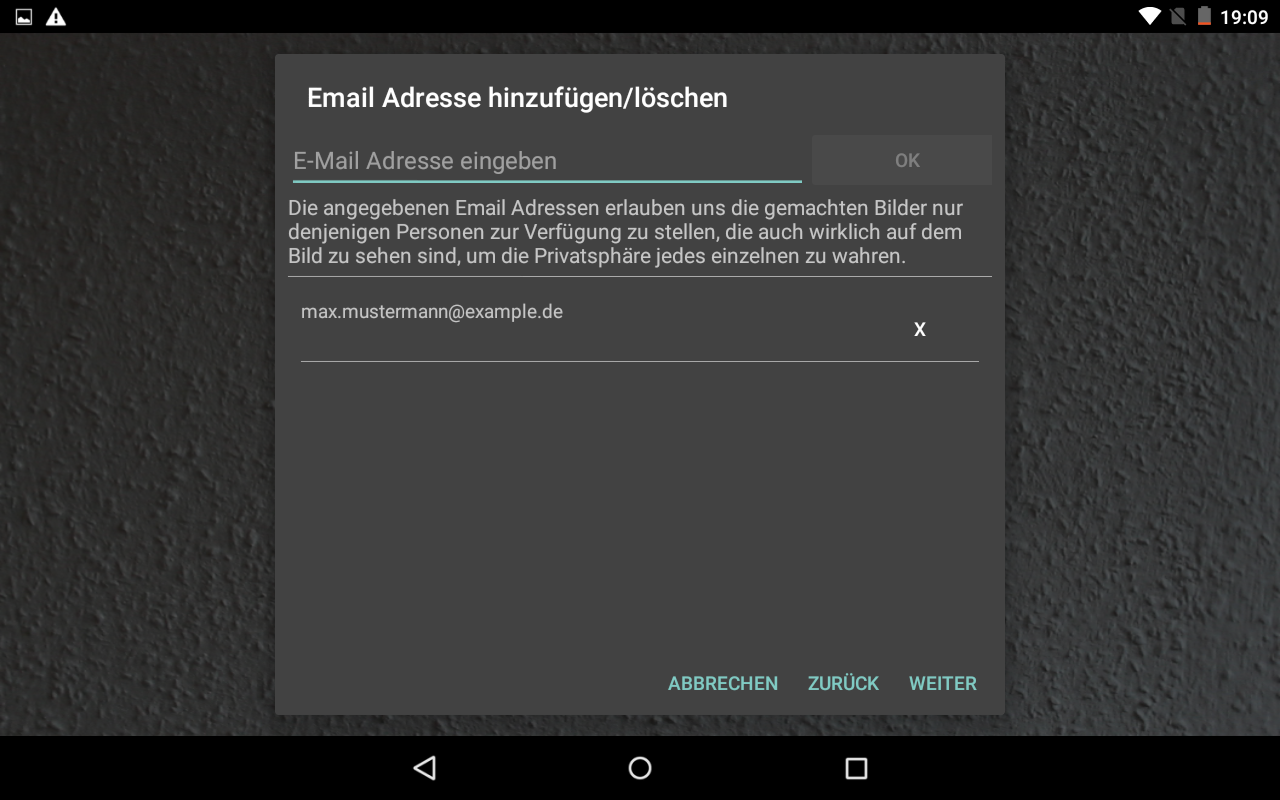 19:09
Email Adresse hinzufügen/löschen
E-Mail Adresse eingeben
OK
Die angegebenen Email Adressen erlauben uns die gemachten Bilder nur
denjenigen Personen zur Verfügung zu stellen, die auch wirklich auf dem
Bild zu sehen sind, um die Privatsphäre jedes einzelnen zu wahren.
max.mustermann@example.de
X
ABBRECHEN
ZURÜCK
WEITER